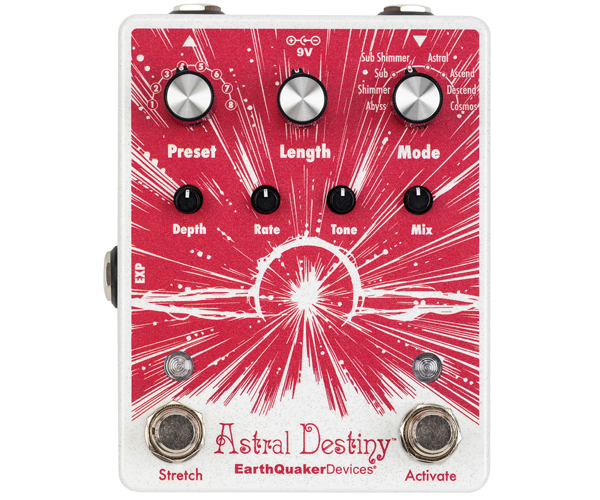 9V
Sub Shimmer Astral
Sub Ascend
Shimmer Descend
Abyss Cosmos
1 2 3 4 5 6 7 8
Preset Length Mode
Depth Rate Tone Mix
EXP
Astral Destiny™
EarthQuakerDevices®
Stretch Activate